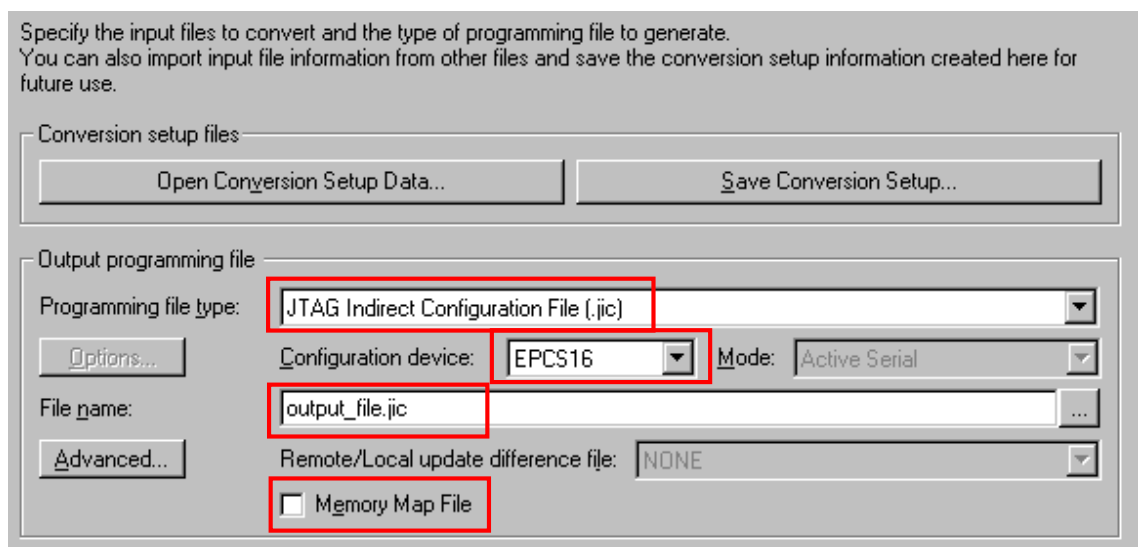 Specify the input files to convert and the type of programming file to generate.
You can also import input file information from other files and save the conversion setup information created here for
future use.
Conversion setup files
Open Conversion Setup Data...
Save Conversion Setup...
Output programming file
Programming file type:
JTAG Indirect Configuration File (.jic)
Options...
Configuration device:
EPCS16
Mode:
Active Serial
File name:
output_file.jic
...
Advanced...
Remote/Local update difference file:
NONE
Memory Map File